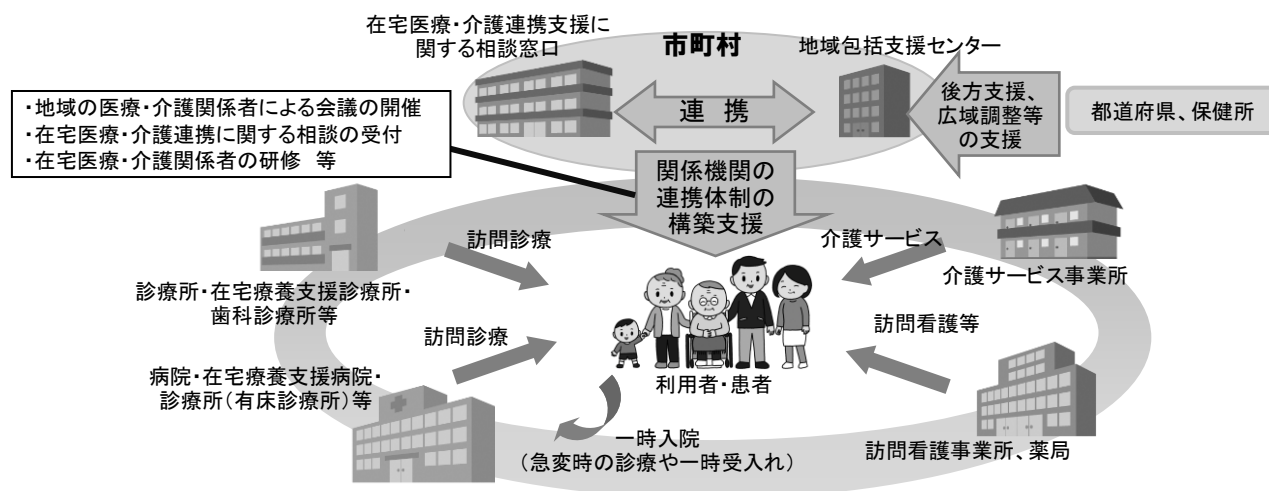 在宅医療・介護連携支援に
関する相談窓口
市町村
地域包括支援センター
連 携
後方支援、
広域調整等
の支援
都道府県、保健所
・地域の医療・介護関係者による会議の開催
・在宅医療・介護連携に関する相談の受付
・在宅医療・介護関係者の研修 等
関係機関の
連携体制の
構築支援
訪問診療
介護サービス
診療所・在宅療養支援診療所・
歯科診療所等
介護サービス事業所
訪問診療
訪問看護等
病院・在宅療養支援病院・
診療所（有床診療所）等
利用者・患者
一時入院
（急変時の診療や一時受入れ）
訪問看護事業所、薬局